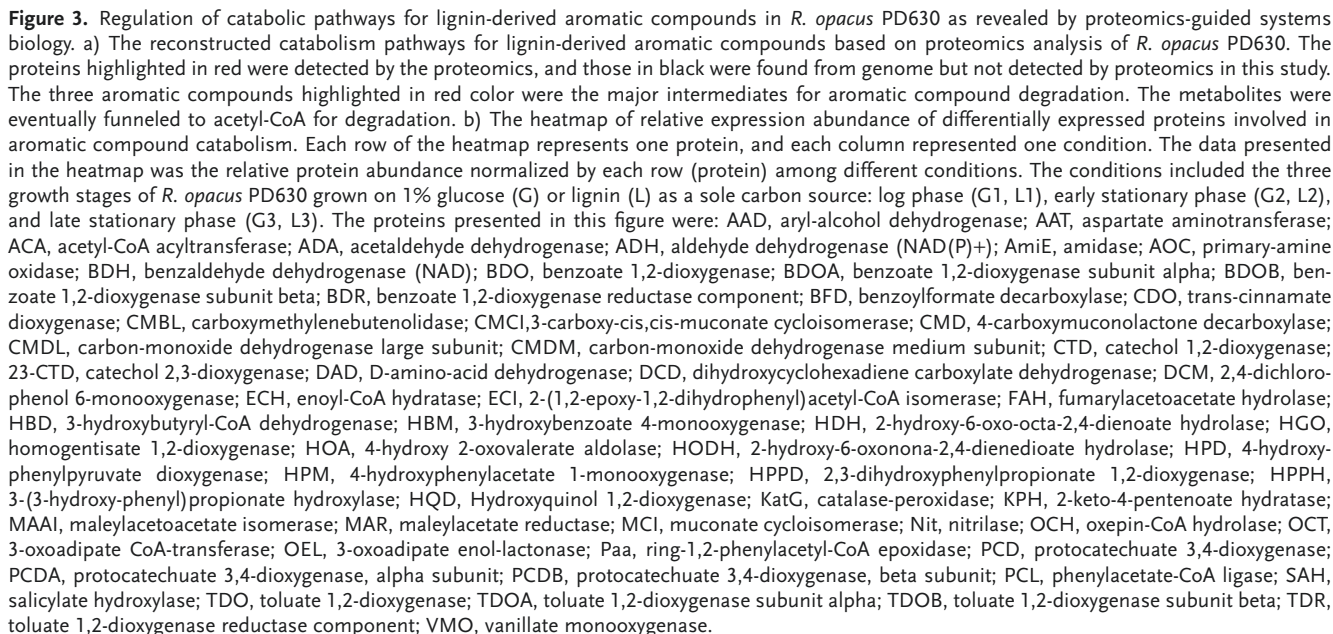 Figure 3. Regulation of catabolic pathways for lignin-derived aromatic compounds in R. opacus PD630 as revealed by proteomics-guided systems
biology. a) The reconstructed catabolism pathways for lignin-derived aromatic compounds based on proteomics analysis of R. opacus PD630. The
proteins highlighted in red were detected by the proteomics, and those in black were found from genome but not detected by proteomics in this study.
The three aromatic compounds highlighted in red color were the major intermediates for aromatic compound degradation. The metabolites were
eventually funneled to acetyl-CoA for degradation. b) The heatmap of relative expression abundance of differentially expressed proteins involved in
aromatic compound catabolism. Each row of the heatmap represents one protein, and each column represented one condition. The data presented
in the heatmap was the relative protein abundance normalized by each row (protein) among different conditions. The conditions included the three
growth stages of R. opacus PD630 grown on 1% glucose (G) or lignin (L) as a sole carbon source: log phase (G1, L1), early stationary phase (G2, L2),
and late stationary phase (G3, L3). The proteins presented in this figure were: AAD, aryl-alcohol dehydrogenase; AAT, aspartate aminotransferase;
ACA, acetyl-CoA acyltransferase; ADA, acetaldehyde dehydrogenase; ADH, aldehyde dehydrogenase (NAD(P)+); AmiE, amidase; AOC, primary-amine
oxidase; BDH, benzaldehyde dehydrogenase (NAD); BDO, benzoate 1,2-dioxygenase; BDOA, benzoate 1,2-dioxygenase subunit alpha; BDOB, ben-
zoate 1,2-dioxygenase subunit beta; BDR, benzoate 1,2-dioxygenase reductase component; BFD, benzoylformate decarboxylase; CDO, trans-cinnamate
dioxygenase; CMBL, carboxymethylenebutenolidase; CMCI,3-carboxy-cis,cis-muconate cycloisomerase; CMD, 4-carboxymuconolactone decarboxylase;
CMDL, carbon-monoxide dehydrogenase large subunit; CMDM, carbon-monoxide dehydrogenase medium subunit; CTD, catechol 1,2-dioxygenase;
23-CTD, catechol 2,3-dioxygenase; DAD, D-amino-acid dehydrogenase; DCD, dihydroxycyclohexadiene carboxylate dehydrogenase; DCM, 2,4-dichloro-
phenol 6-monooxygenase; ECH, enoyl-CoA hydratase; ECI, 2-(1,2-epoxy-1,2-dihydrophenyl)acetyl-CoA isomerase; FAH, fumarylacetoacetate hydrolase;
HBD, 3-hydroxybutyryl-CoA dehydrogenase; HBM, 3-hydroxybenzoate 4-monooxygenase; HDH, 2-hydroxy-6-oxo-octa-2,4-dienoate hydrolase; HGO,
homogentisate 1,2-dioxygenase; HOA, 4-hydroxy 2-oxovalerate aldolase; HODH, 2-hydroxy-6-oxonona-2,4-dienedioate hydrolase; HPD, 4-hydroxy-
phenylpyruvate dioxygenase; HPM, 4-hydroxyphenylacetate 1-monooxygenase; HPPD, 2,3-dihydroxyphenylpropionate 1,2-dioxygenase; HPPH,
3-(3-hydroxy-phenyl)propionate hydroxylase; HQD, Hydroxyquinol 1,2-dioxygenase; KatG, catalase-peroxidase; KPH, 2-keto-4-pentenoate hydratase;
MAAI, maleylacetoacetate isomerase; MAR, maleylacetate reductase; MCI, muconate cycloisomerase; Nit, nitrilase; OCH, oxepin-CoA hydrolase; OCT,
3-oxoadipate CoA-transferase; OEL, 3-oxoadipate enol-lactonase; Paa, ring-1,2-phenylacetyl-CoA epoxidase; PCD, protocatechuate 3,4-dioxygenase;
PCDA, protocatechuate 3,4-dioxygenase, alpha subunit; PCDB, protocatechuate 3,4-dioxygenase, beta subunit; PCL, phenylacetate-CoA ligase; SAH,
salicylate hydroxylase; TDO, toluate 1,2-dioxygenase; TDOA, toluate 1,2-dioxygenase subunit alpha; TDOB, toluate 1,2-dioxygenase subunit beta; TDR,
toluate 1,2-dioxygenase reductase component; VMO, vanillate monooxygenase.